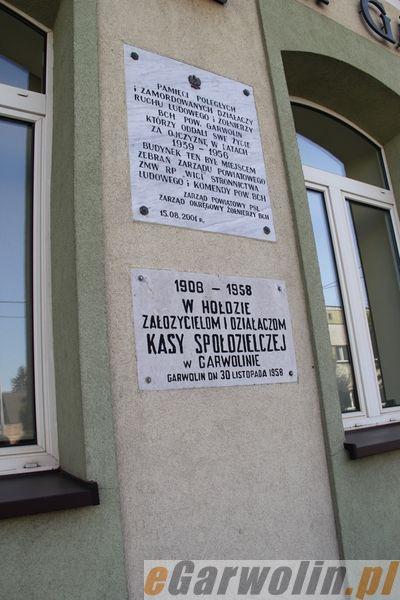 GA
PAMIĘCI POLEGŁYCH
I ZAMORDOWANYCH DZIAŁACZY
RUCHU LUDOWEGO I ŻOŁNIERZY
BCH POW. GARWOLIN
KTÓRZY ODDALI SWE ŻYCIE
ZA OJCZYZNĘ W LATACH
1939 - 1956
BUDYNEK TEN BYŁ MIEJSCEM
ZEBRAŃ ZARZĄDU POWIATOWEGO
ZMW RP „WICI” STRONNICTWA
LUDOWEGO I KOMENDY POW. BCH
ZARZĄD POWIATOWY PSL
ZARZĄD OKRĘGOWY ŻOŁNIERZY BCH
15.08.2001 r.
1908 - 1958
W HOŁDZIE
ZAŁOŻYCIELOM I DZIAŁACZOM
KASY SPÓŁDZIELCZEJ
W GARWOLINIE
GARWOLIN DN 30 LISTOPADA 1958
eGarwolin.pl